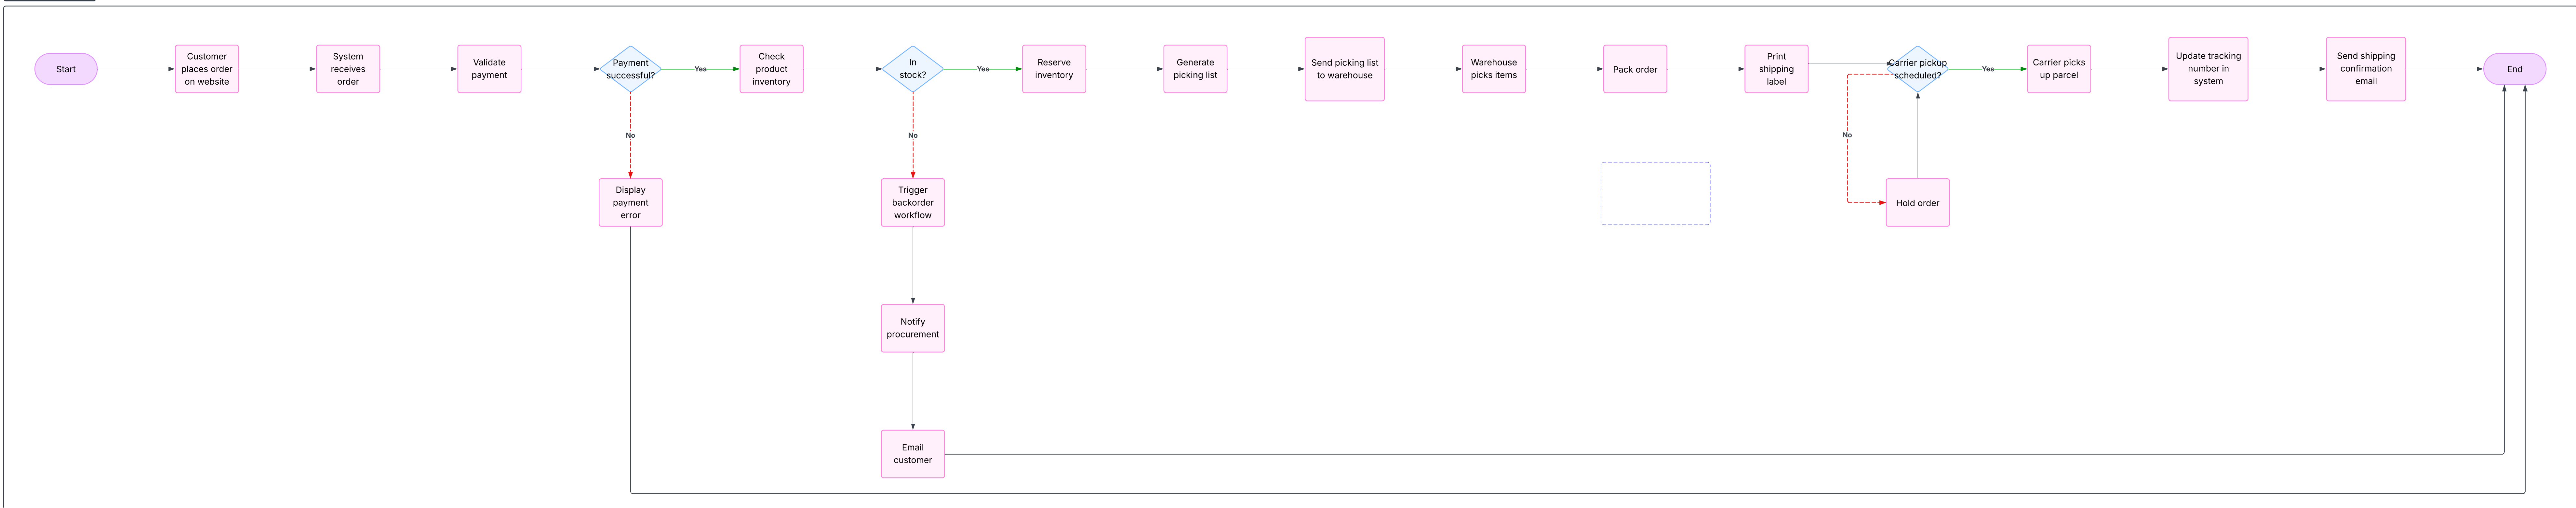 Start
Customer
places order
on website
System
receives
order
Validate
payment
Payment
successful?
Yes
Check
product
inventory
In
stock?
Yes
Reserve
inventory
Generate
picking list
Send picking list
to warehouse
Warehouse
picks items
Pack order
Print
shipping
label
Carrier pickup
scheduled?
Yes
Carrier picks
up parcel
Update tracking
number in
system
Send shipping
confirmation
email
End
No
No
No
Display
payment
error
Trigger
backorder
workflow
Hold order
Notify
procurement
Email
customer